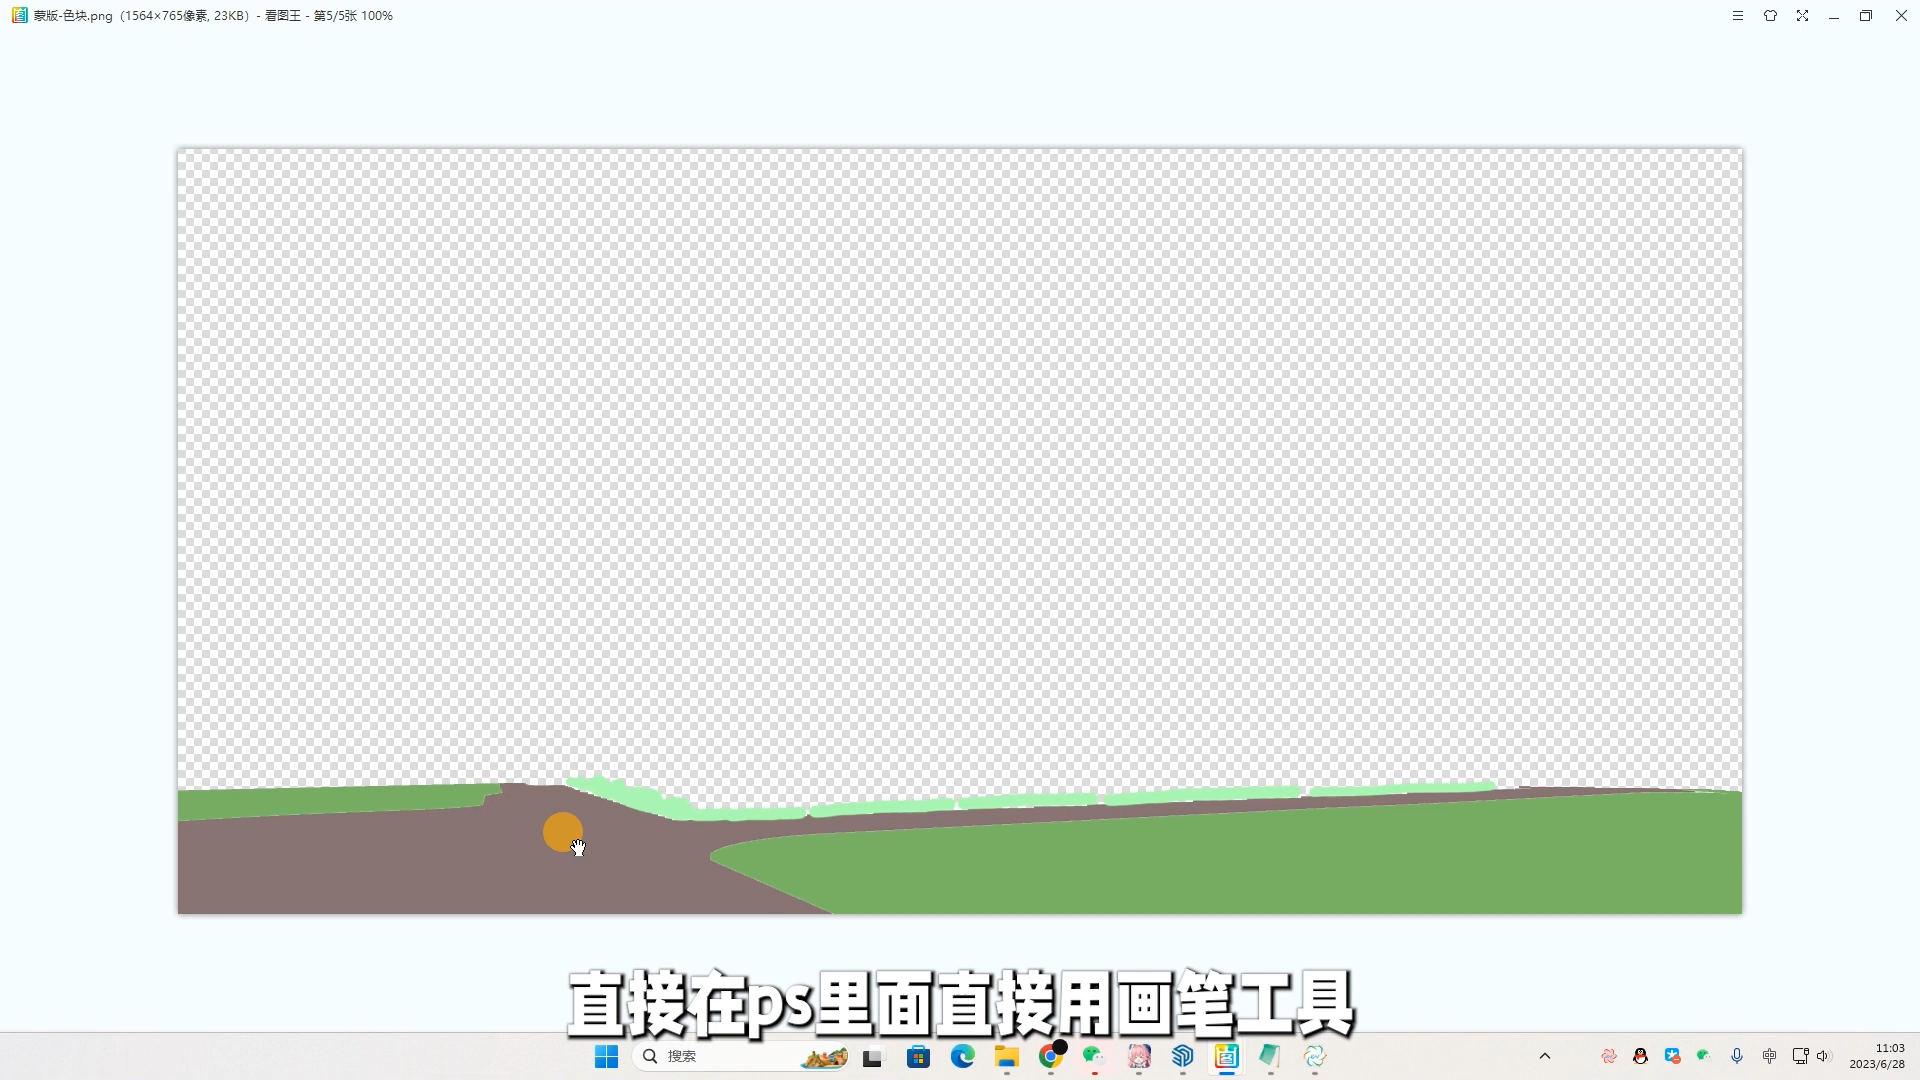 蒙版-色块.png（1564×765像素, 23KB）- 看图王 - 第5/5张 100%
直接在ps里面直接用画笔工具
搜索
中
11:03
2023/6/28